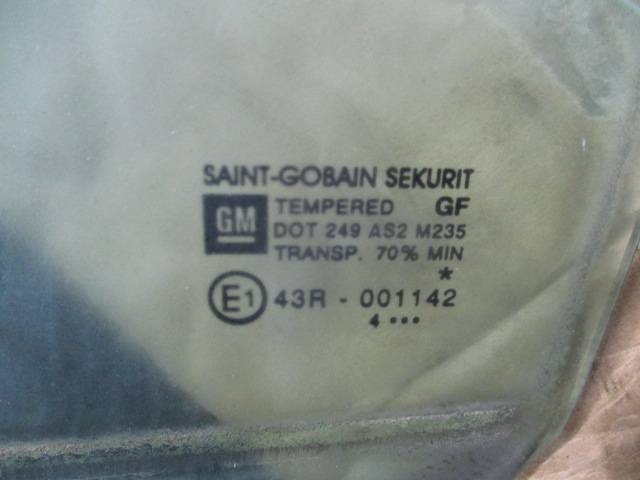 SAINT-GOBAIN SEKURIT
GM TEMPERED GF
DOT 249 AS2 M235
TRANSP. 70% MIN
*
E1 43R - 001142
4 •••